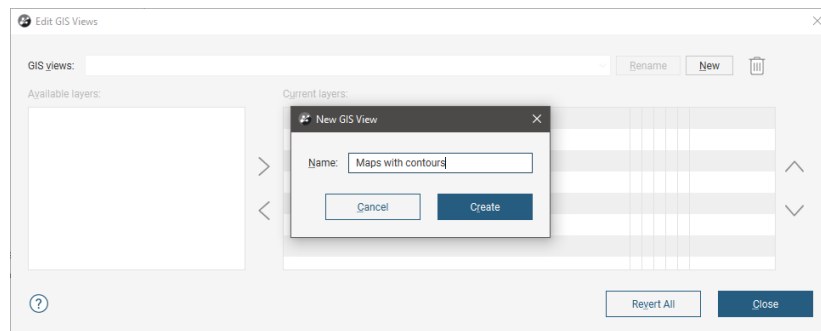 Edit GIS Views
GIS views: Rename New
Available layers: Current layers:
New GIS View
Name: Maps with contours
Cancel Create
? Revert All Close